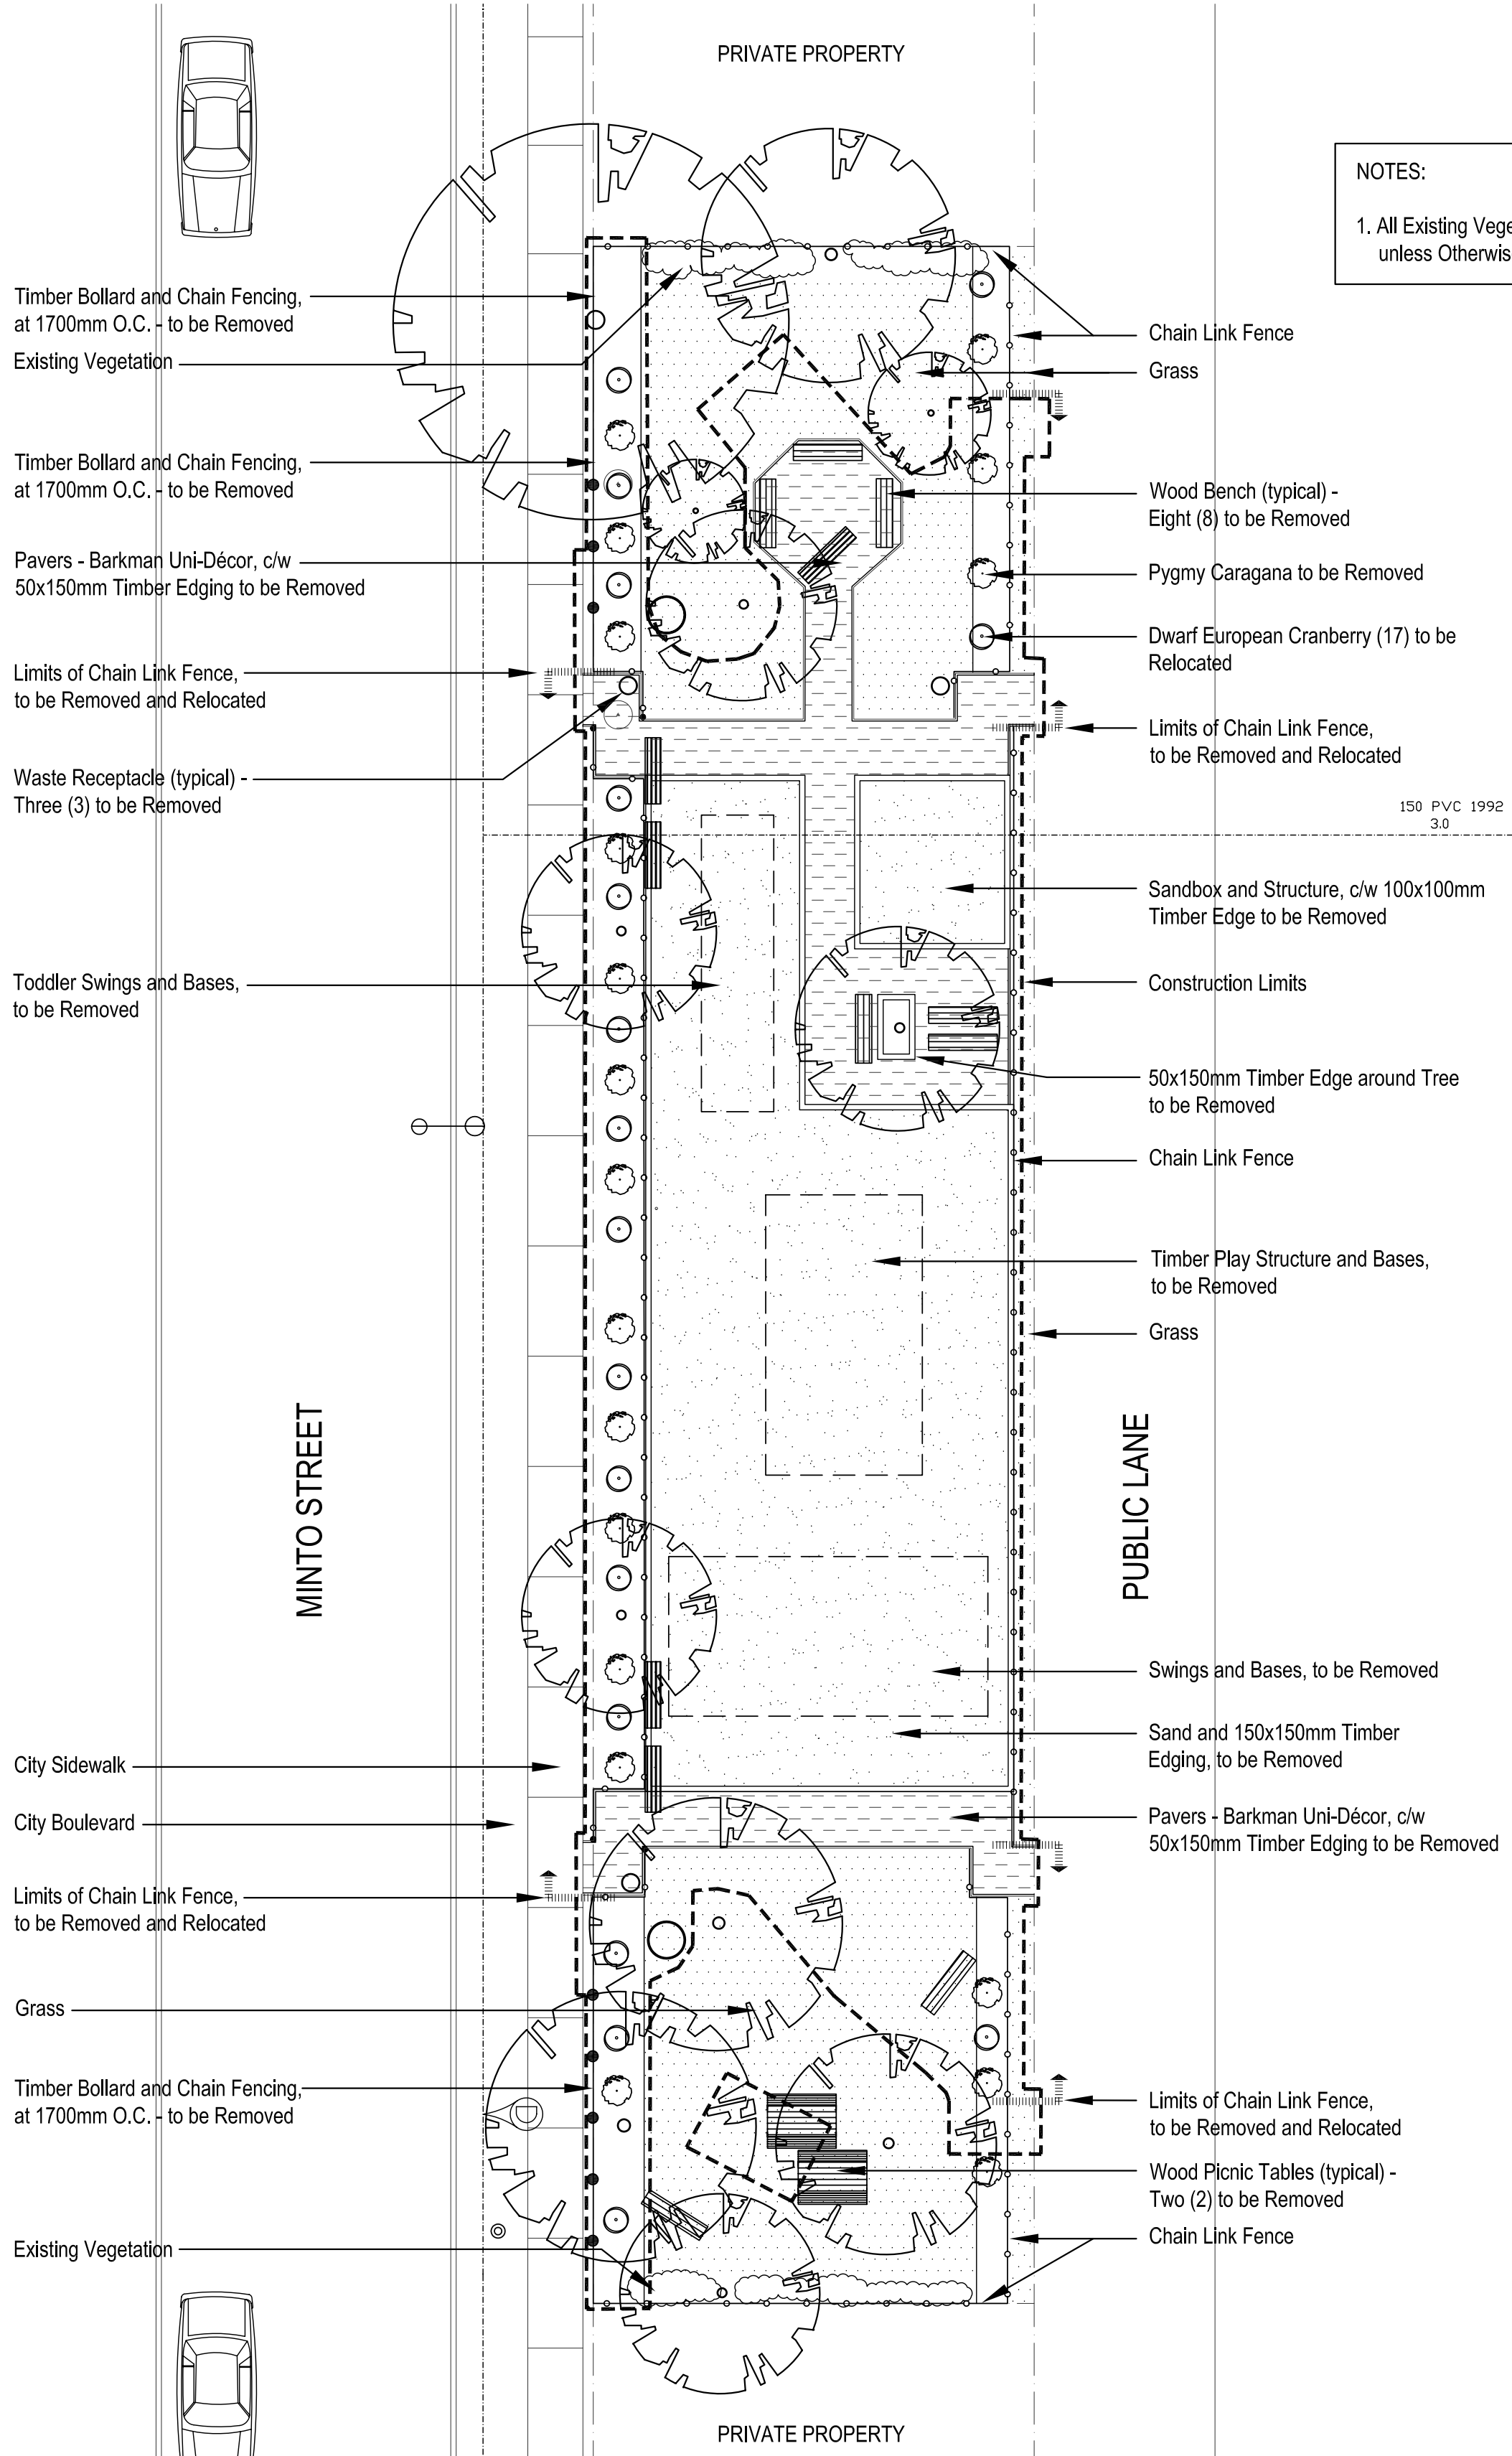 PRIVATE PROPERTY
NOTES:
1. All Existing
unless
Timber Bollard and Chain Fencing,
at 1700mm O.C. - to be Removed
Existing Vegetation
Timber Bollard and Chain Fencing,
at 1700mm O.C. - to be Removed
Pavers - Barkman Uni-Décor, c/w
50x150mm Timber Edging to be Removed
Limits of Chain Link Fence,
to be Removed and Relocated
Waste Receptacle (typical) -
Three (3) to be Removed
Toddler Swings and Bases,
to be Removed
MINTO STREET
City Sidewalk
City Boulevard
Limits of Chain Link Fence,
to be Removed and Relocated
Grass
Timber Bollard and Chain Fencing,
at 1700mm O.C. - to be Removed
Existing Vegetation
Chain Link Fence
Grass
Wood Bench (typical) -
Eight (8) to be Removed
Pygmy Caragana to be Removed
Dwarf European Cranberry (17) to be
Relocated
Limits of Chain Link Fence,
to be Removed and Relocated
150 PVC 1992
3.0
Sandbox and Structure, c/w 100x100mm
Timber Edge to be Removed
Construction Limits
50x150mm Timber Edge around Tree
to be Removed
Chain Link Fence
Timber Play Structure and Bases,
to be Removed
Grass
PUBLIC LANE
Swings and Bases, to be Removed
Sand and 150x150mm Timber
Edging, to be Removed
Pavers - Barkman Uni-Décor, c/w
50x150mm Timber Edging to be Removed
Limits of Chain Link Fence,
to be Removed and Relocated
Wood Picnic Tables (typical) -
Two (2) to be Removed
Chain Link Fence
PRIVATE PROPERTY